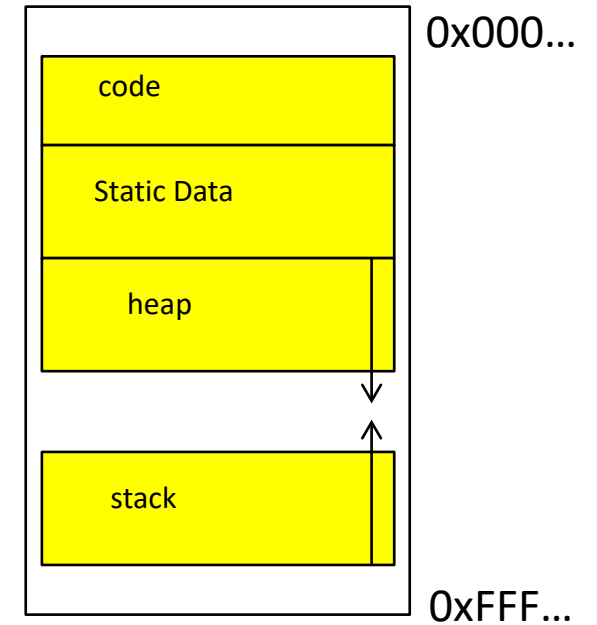 0x000...
code
Static Data
heap
stack
0xFFF...